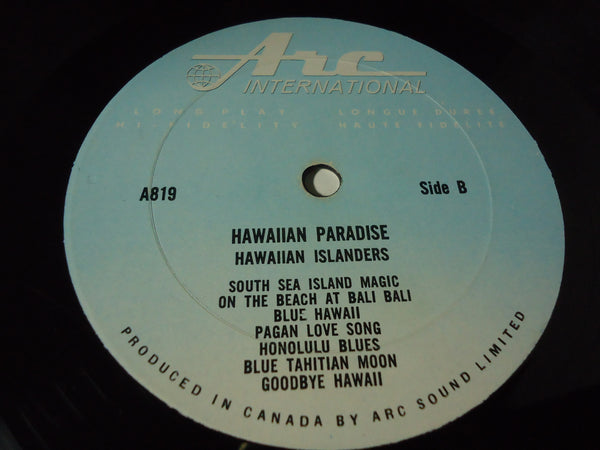 Arc
INTERNATIONAL
LONG PLAY LONGUE DUREE
HI-FIDELITY HAUTE FIDELITE
A819 Side B
HAWAIIAN PARADISE
HAWAIIAN ISLANDERS
SOUTH SEA ISLAND MAGIC
ON THE BEACH AT BALI BALI
BLUE HAWAII
PAGAN LOVE SONG
HONOLULU BLUES
BLUE TAHITIAN MOON
GOODBYE HAWAII
PRODUCED IN CANADA BY ARC SOUND LIMITED